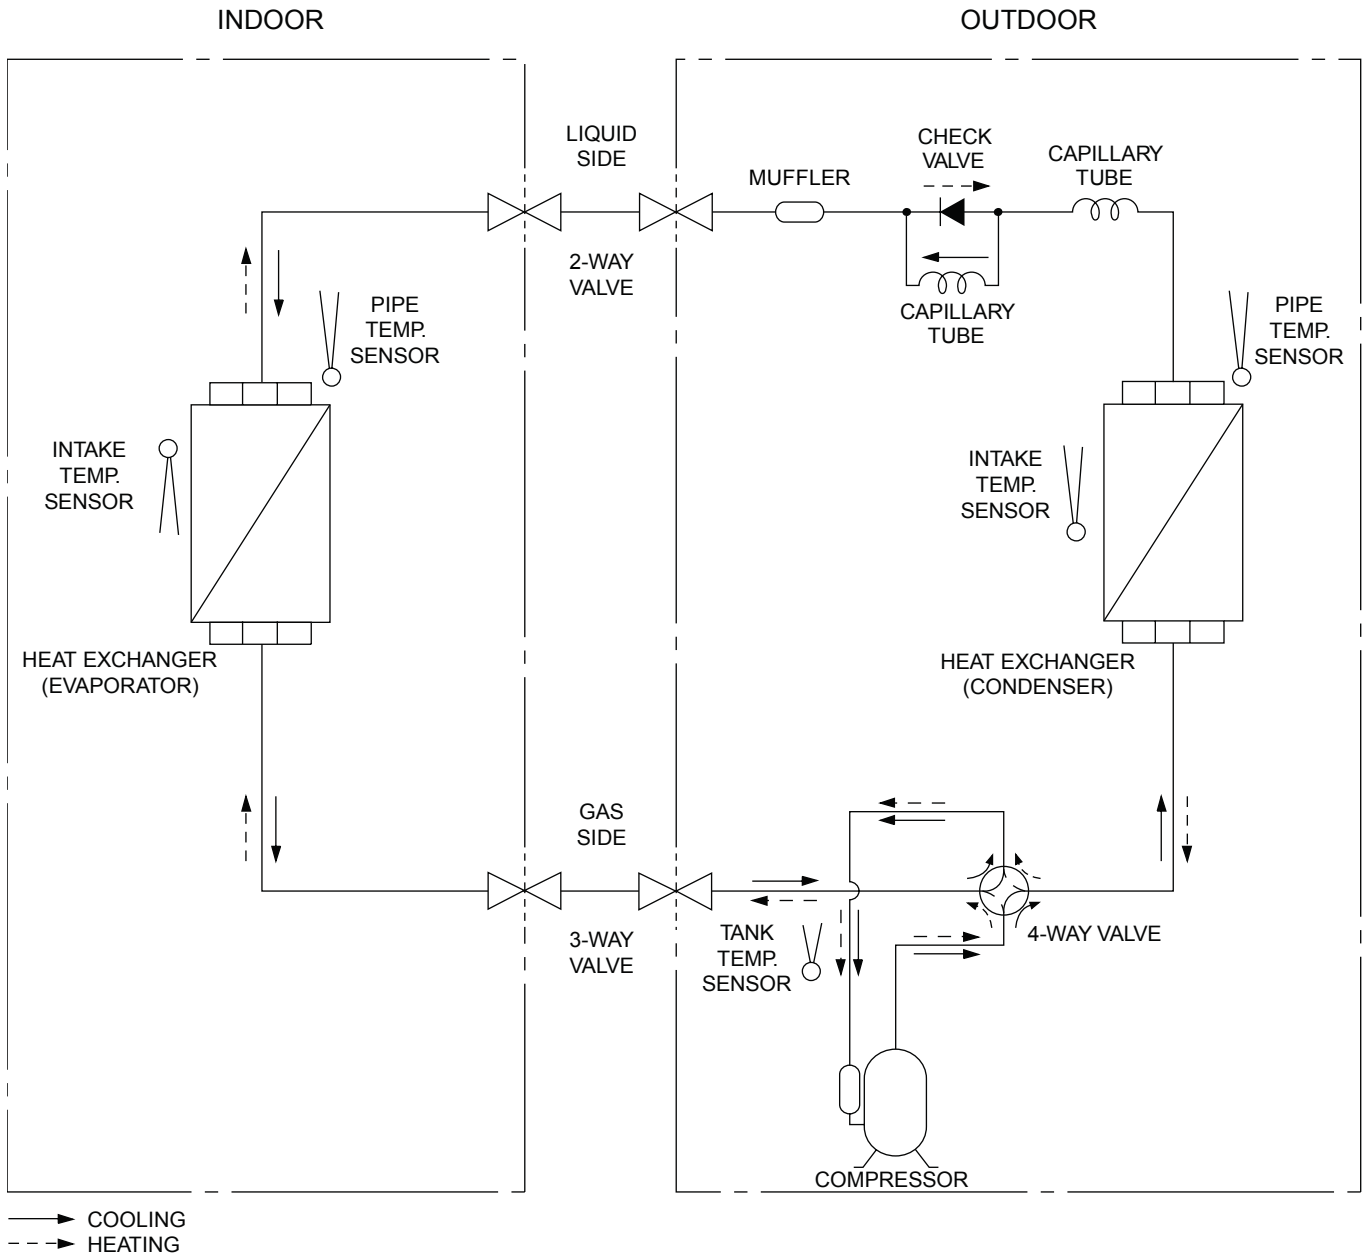 INDOOR
OUTDOOR
LIQUID
SIDE
CHECK
VALVE
CAPILLARY
TUBE
MUFFLER
2-WAY
VALVE
CAPILLARY
TUBE
PIPE
TEMP.
SENSOR
PIPE
TEMP.
SENSOR
INTAKE
TEMP.
SENSOR
INTAKE
TEMP.
SENSOR
HEAT EXCHANGER
(EVAPORATOR)
HEAT EXCHANGER
(CONDENSER)
GAS
SIDE
3-WAY
VALVE
TANK
TEMP.
SENSOR
4-WAY VALVE
COMPRESSOR
COOLING
HEATING